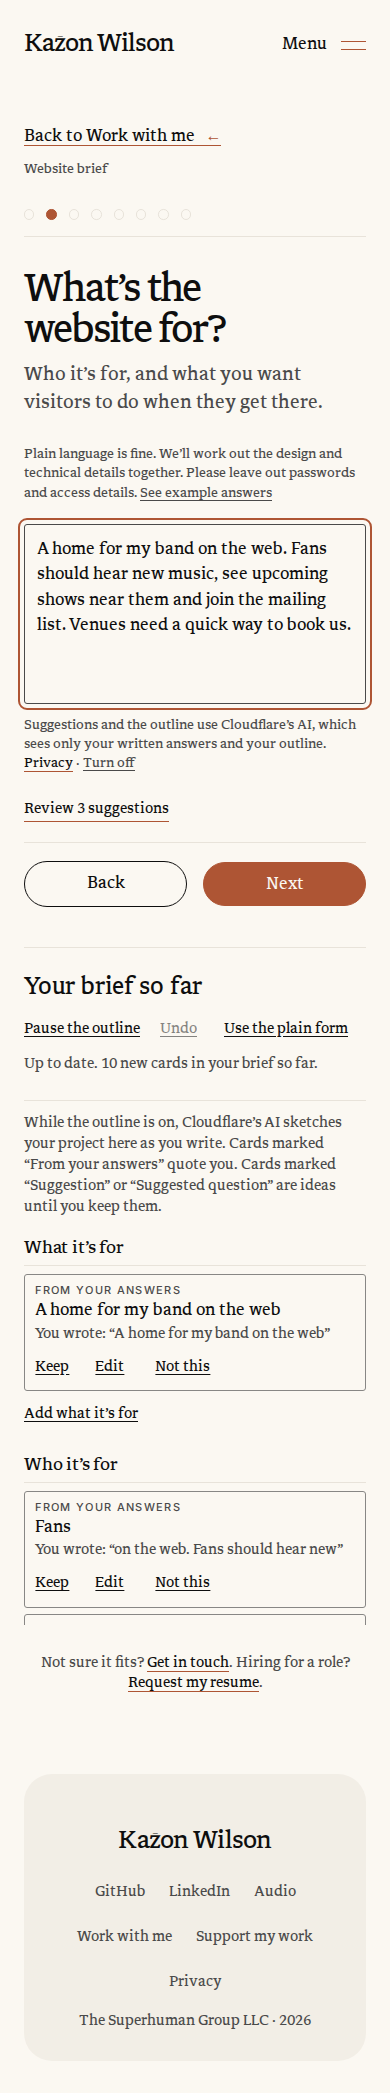 Kažon Wilson
Menu
Back to Work with me ←
Website brief
What's the
website for?
Who it's for, and what you want
visitors to do when they get there.
Plain language is fine. We'll work out the design and
technical details together. Please leave out passwords
and access details. See example answers
A home for my band on the web. Fans
should hear new music, see upcoming
shows near them and join the mailing
list. Venues need a quick way to book us.
Suggestions and the outline use Cloudflare's AI, which
sees only your written answers and your outline.
Privacy · Turn off
Review 3 suggestions
Back
Next
Your brief so far
Pause the outline Undo Use the plain form
Up to date. 10 new cards in your brief so far.
While the outline is on, Cloudflare's AI sketches
your project here as you write. Cards marked
“From your answers” quote you. Cards marked
“Suggestion” or “Suggested question” are ideas
until you keep them.
What it's for
FROM YOUR ANSWERS
A home for my band on the web
You wrote: “A home for my band on the web”
Keep Edit Not this
Add what it's for
Who it's for
FROM YOUR ANSWERS
Fans
You wrote: “on the web. Fans should hear new”
Keep Edit Not this
Not sure it fits? Get in touch. Hiring for a role?
Request my resume.
Kažon Wilson
GitHub LinkedIn Audio
Work with me Support my work
Privacy
The Superhuman Group LLC · 2026